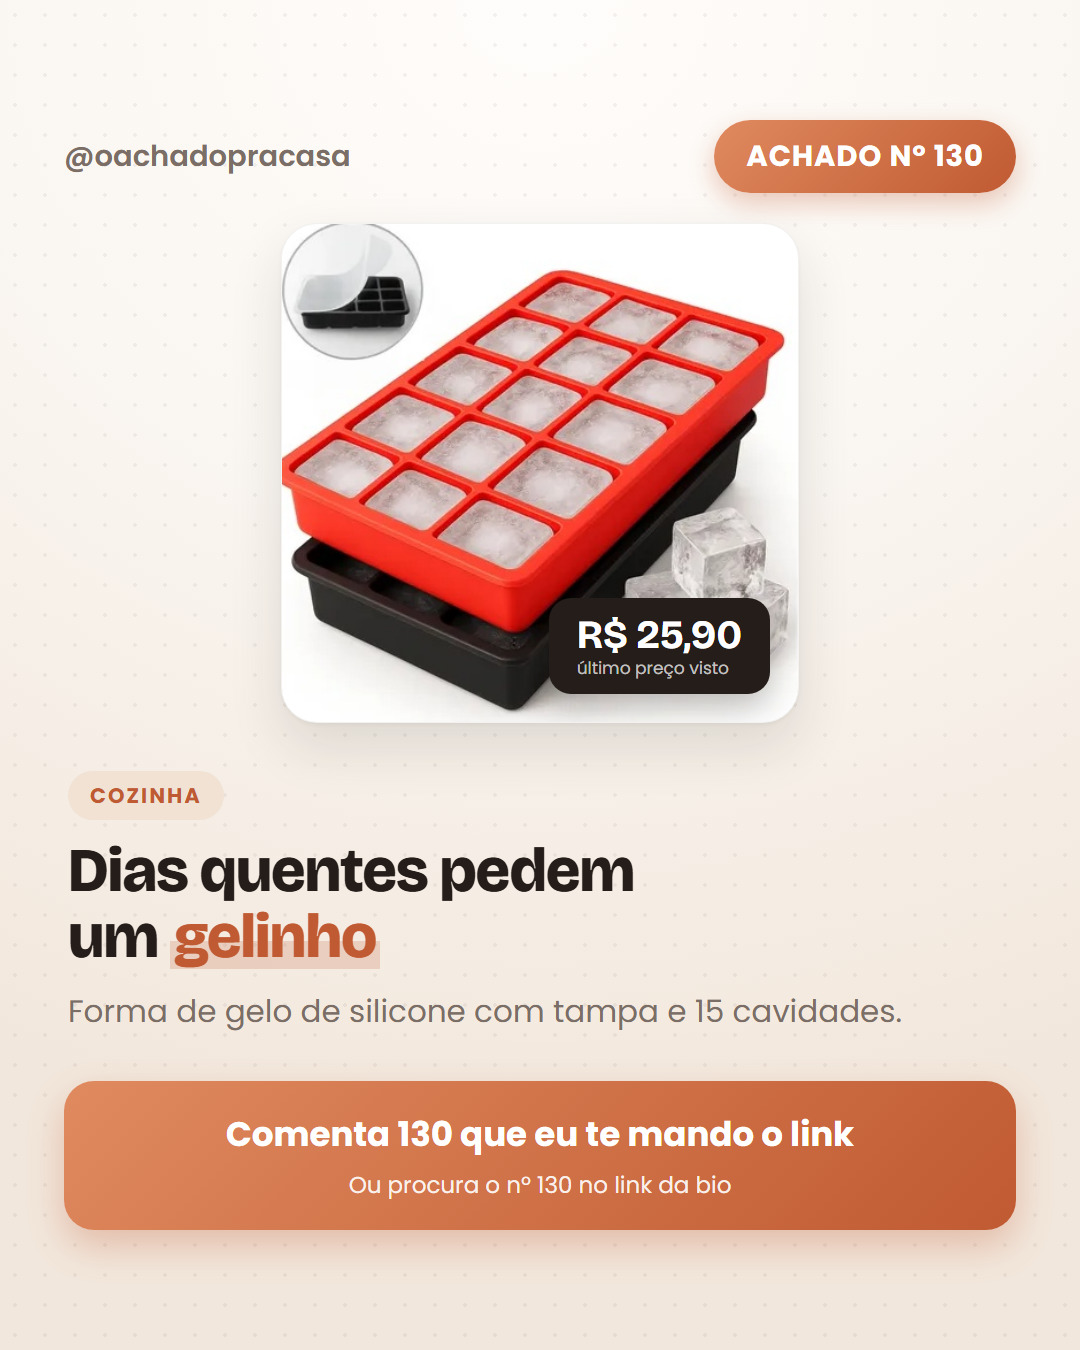 @oachadopracasa
ACHADO Nº 130
R$ 25,90
último preço visto
COZINHA
Dias quentes pedem
um gelinho
Forma de gelo de silicone com tampa e 15 cavidades.
Comenta 130 que eu te mando o link
Ou procura o nº 130 no link da bio